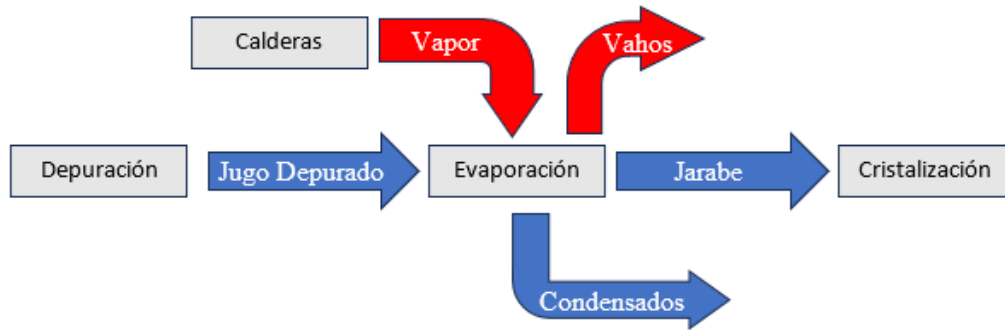 Calderas
Vapor
Vahos
Depuración
Jugo Depurado
Evaporación
Jarabe
Cristalización
Condensados